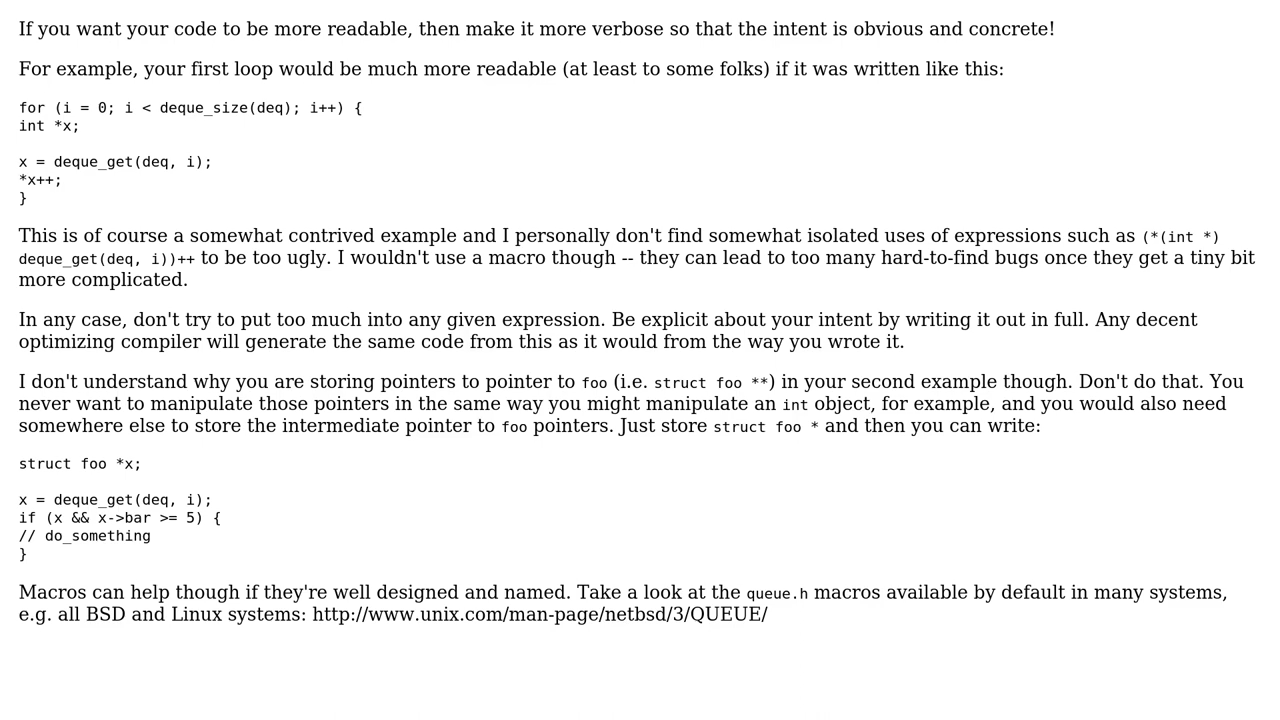 If you want your code to be more readable, then make it more verbose so that the intent is obvious and concrete!
For example, your first loop would be much more readable (at least to some folks) if it was written like this:
for (i = 0; i < deque_size(deq); i++) {
int *x;
x = deque_get(deq, i);
*x++;
}
This is of course a somewhat contrived example and I personally don't find somewhat isolated uses of expressions such as (*(int *)
deque_get(deq, i))++ to be too ugly. I wouldn't use a macro though -- they can lead to too many hard-to-find bugs once they get a tiny bit
more complicated.
In any case, don't try to put too much into any given expression. Be explicit about your intent by writing it out in full. Any decent
optimizing compiler will generate the same code from this as it would from the way you wrote it.
I don't understand why you are storing pointers to pointer to foo (i.e. struct foo **) in your second example though. Don't do that. You
never want to manipulate those pointers in the same way you might manipulate an int object, for example, and you would also need
somewhere else to store the intermediate pointer to foo pointers. Just store struct foo * and then you can write:
struct foo *x;
x = deque_get(deq, i);
if (x && x->bar >= 5) {
// do_something
}
Macros can help though if they're well designed and named. Take a look at the queue.h macros available by default in many systems,
e.g. all BSD and Linux systems: http://www.unix.com/man-page/netbsd/3/QUEUE/